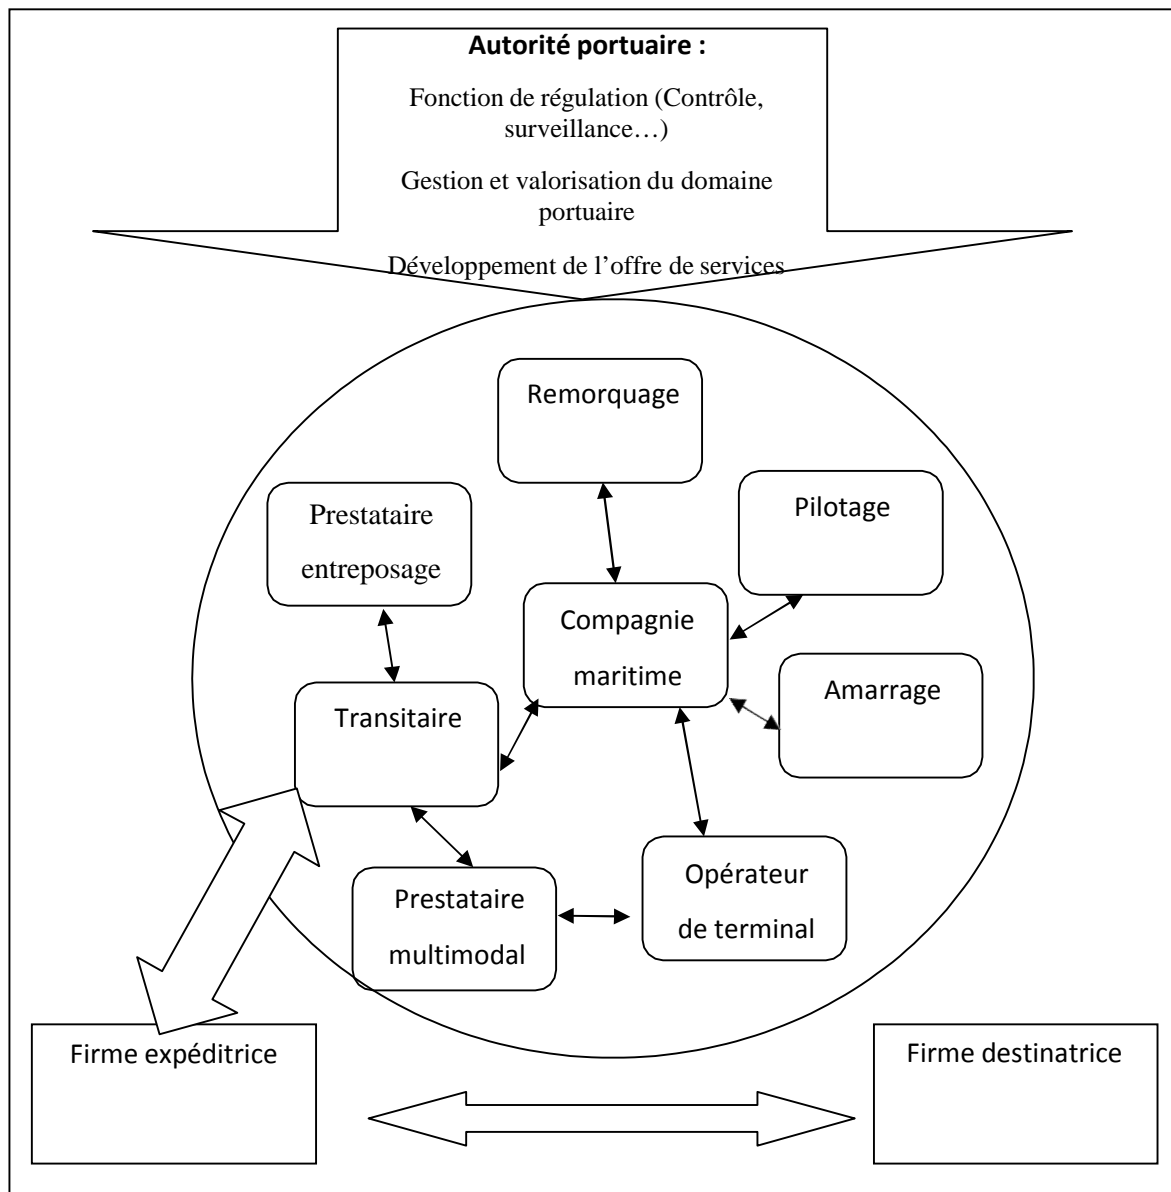 Autorité portuaire :
Fonction de régulation (Contrôle,
surveillance…)
Gestion et valorisation du domaine
portuaire
Développement de l’offre de services
Remorquage
Pilotage
Prestataire
entreposage
Compagnie
maritime
Amarrage
Transitaire
Opérateur
de terminal
Prestataire
multimodal
Firme expéditrice
Firme destinatrice